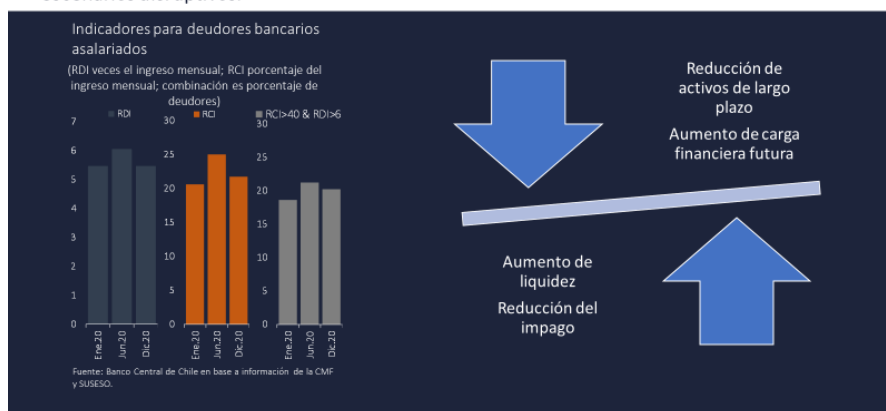 Indicadores para deudores bancarios
asalariados
(RDI veces el ingreso mensual; RCI porcentaje del
ingreso mensual; combinación es porcentaje de
deudores)
RDI
7
6
5
4
3
2
1
0
Ene.20
Jun.20
Dic.20
RCI
30
25
20
15
10
5
0
Ene.20
Jun.20
Dic.20
RCI>40 & RDI>6
30
25
20
15
10
5
0
Ene.20
Jun.20
Dic.20
Fuente: Banco Central de Chile en base a información de la CMF
y SUSESO.
Reducción de
activos de largo
plazo
Aumento de carga
financiera futura
Aumento de
liquidez
Reducción del
impago